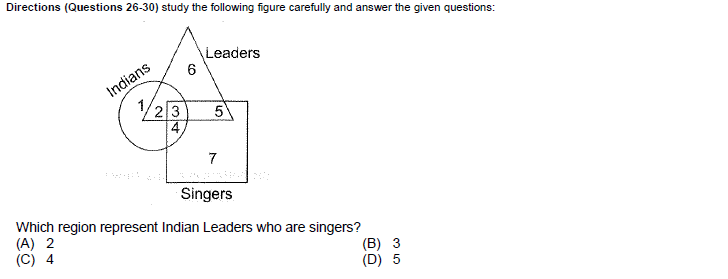 Directions (Questions 26-30) study the following figure carefully and answer the given questions:
Leaders
Indians
6
1
2
3
5
4
7
Singers
Which region represent Indian Leaders who are singers?
(A) 2
(B) 3
(C) 4
(D) 5